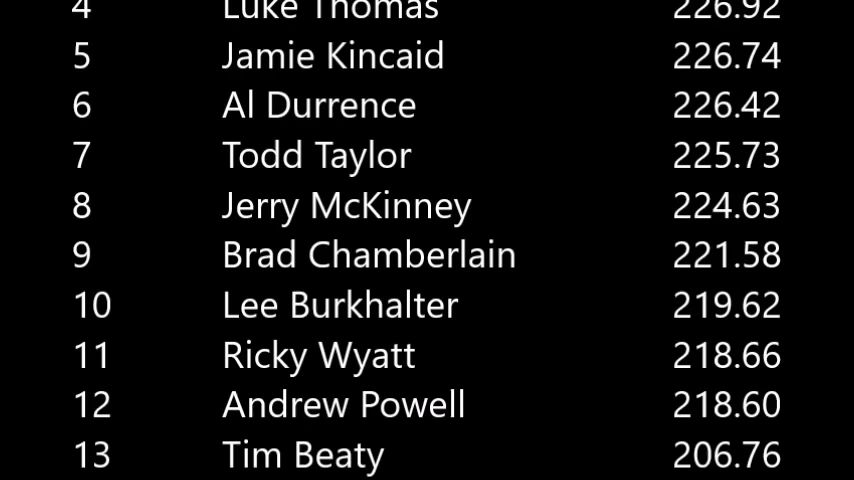 4 Luke Thomas 226.92
5 Jamie Kincaid 226.74
6 Al Durrence 226.42
7 Todd Taylor 225.73
8 Jerry McKinney 224.63
9 Brad Chamberlain 221.58
10 Lee Burkhalter 219.62
11 Ricky Wyatt 218.66
12 Andrew Powell 218.60
13 Tim Beaty 206.76